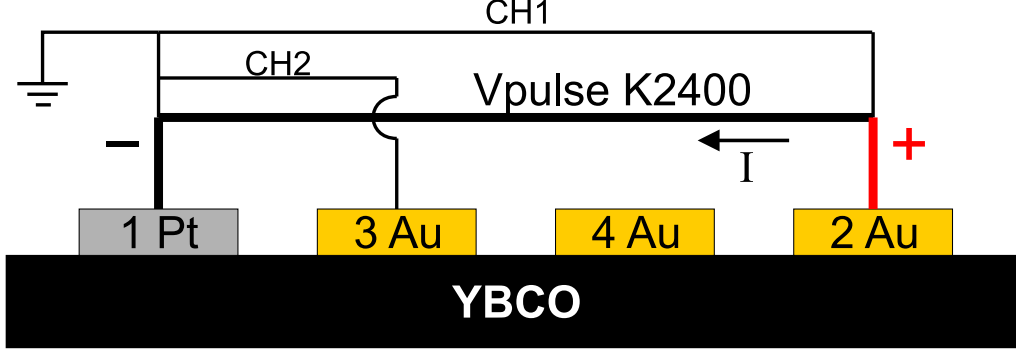 CH1
CH2
Vpulse K2400
− I +
1 Pt 3 Au 4 Au 2 Au
YBCO